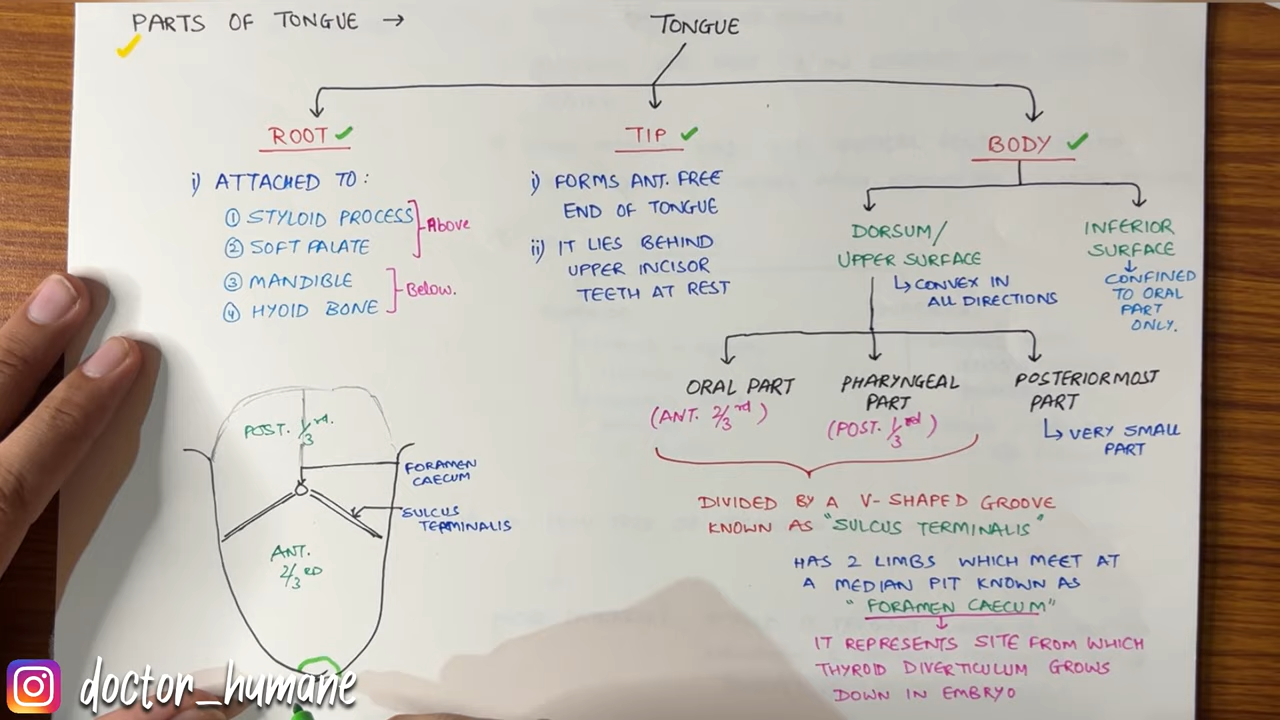 PARTS OF TONGUE →
TONGUE
ROOT ✓
i) ATTACHED TO :
① STYLOID PROCESS
② SOFT PALATE
Above
③ MANDIBLE
④ HYOID BONE
Below.
TIP ✓
i) FORMS ANT. FREE
END OF TONGUE
ii) IT LIES BEHIND
UPPER INCISOR
TEETH AT REST
BODY ✓
DORSUM/
UPPER SURFACE
↳ CONVEX IN
ALL DIRECTIONS
INFERIOR
SURFACE
↓ CONFINED
TO ORAL
PART
ONLY.
ORAL PART
(ANT. 2/3rd)
PHARYNGEAL
PART
(POST. 1/3rd)
POSTERIORMOST
PART
↳ VERY SMALL
PART
DIVIDED BY A V-SHAPED GROOVE
KNOWN AS "SULCUS TERMINALIS"
HAS 2 LIMBS WHICH MEET AT
A MEDIAN PIT KNOWN AS
"FORAMEN CAECUM"
↓
IT REPRESENTS SITE FROM WHICH
THYROID DIVERTICULUM GROWS
DOWN IN EMBRYO
POST. 1/3rd.
FORAMEN
CAECUM
SULCUS
TERMINALIS
ANT.
2/3RD
doctor_humane